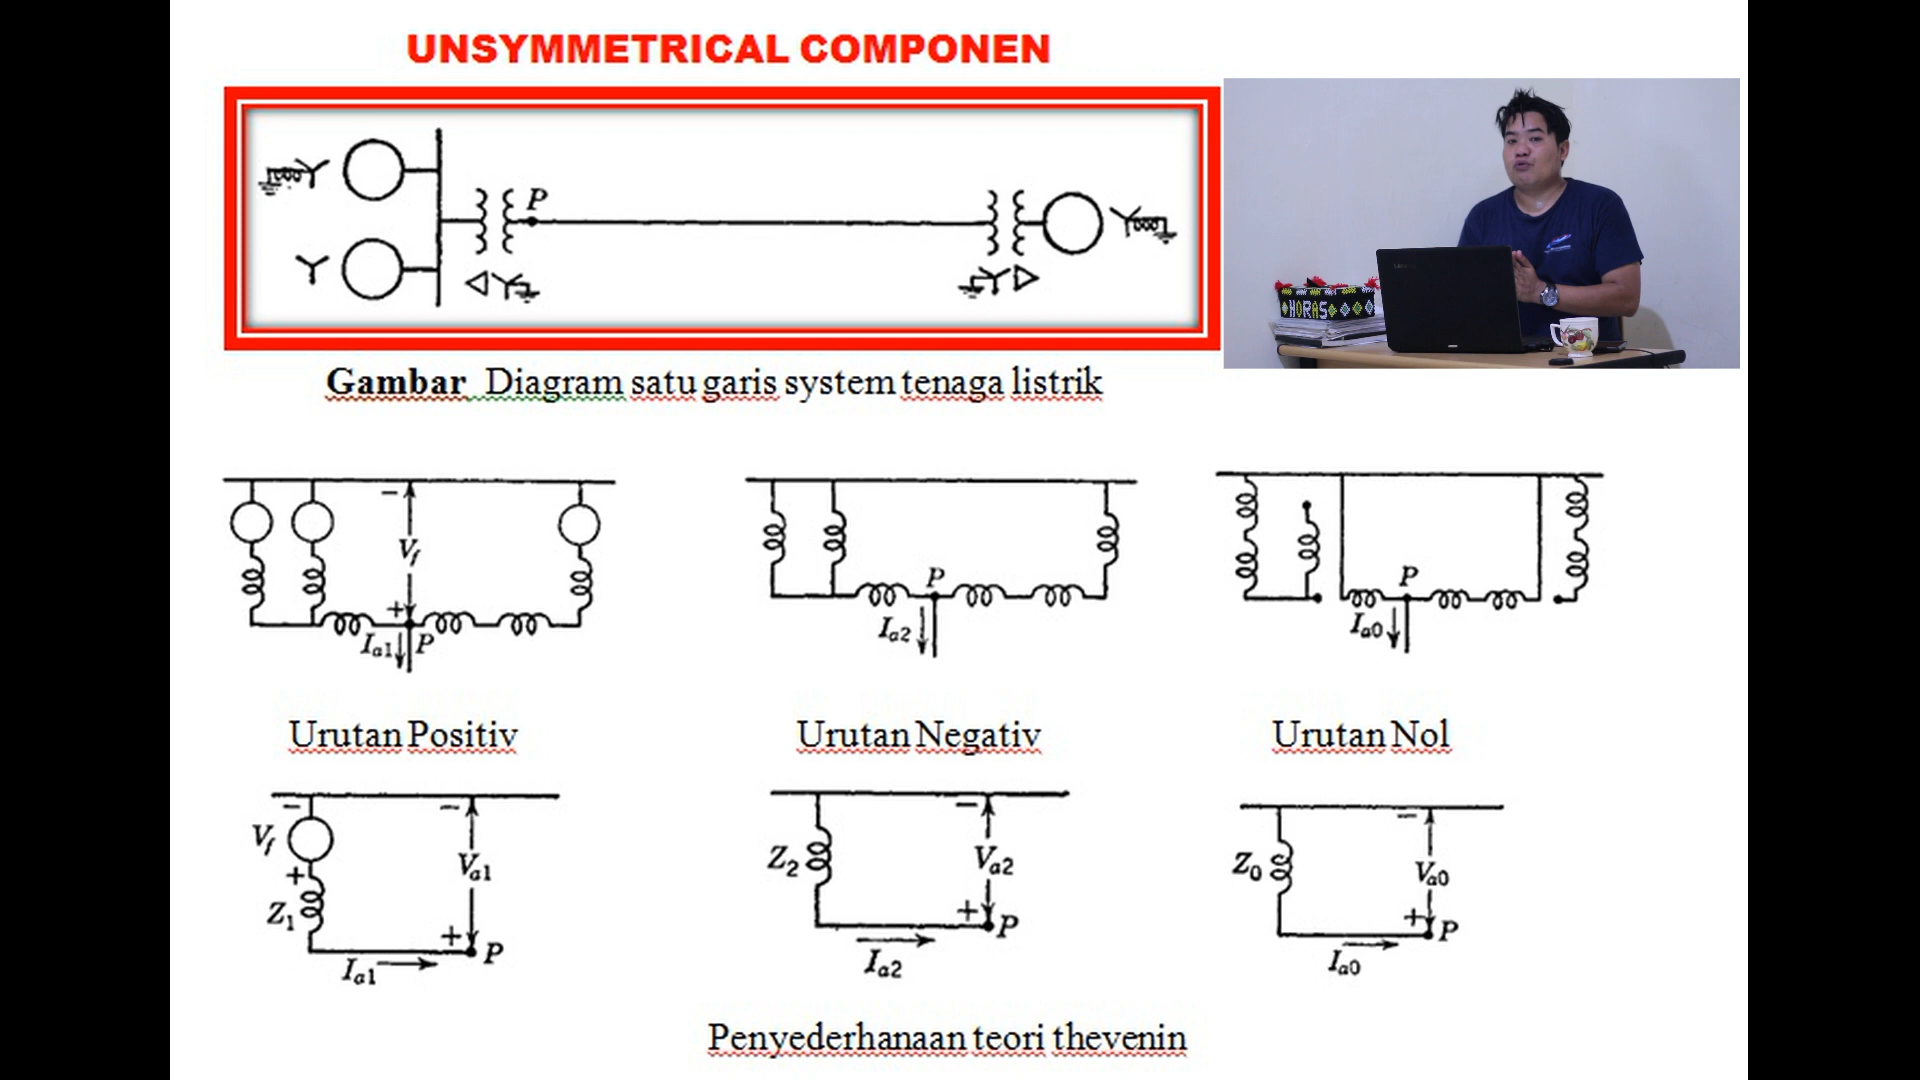 UNSYMMETRICAL COMPONEN
P
HORAS
Gambar Diagram satu garis system tenaga listrik
− Vf + Ia1 P
P Ia2
P Ia0
Urutan Positiv
Urutan Negativ
Urutan Nol
− Vf + Z1 Ia1 − Va1 + P
Z2 Ia2 − Va2 + P
Z0 Ia0 − Va0 + P
Penyederhanaan teori thevenin